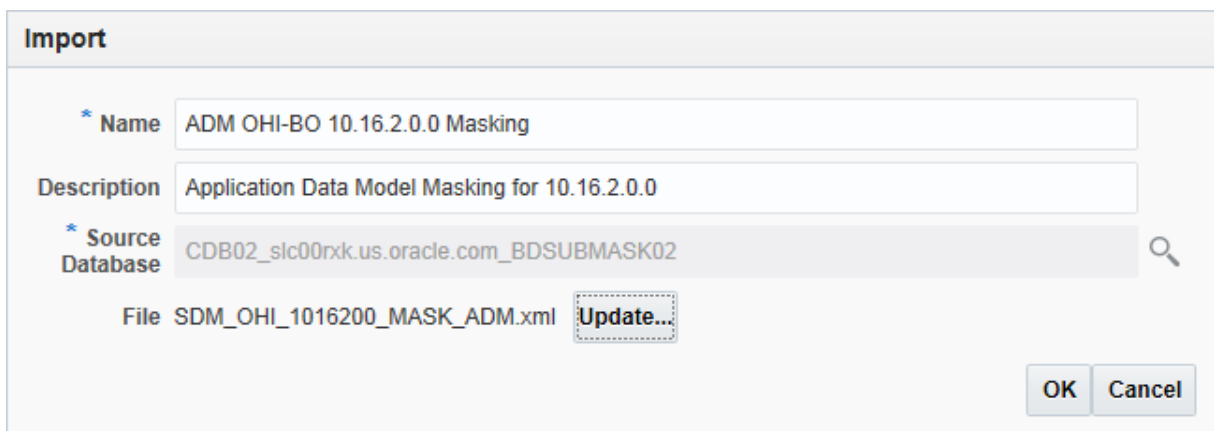 Import
* Name ADM OHI-BO 10.16.2.0.0 Masking
Description Application Data Model Masking for 10.16.2.0.0
* Source
Database CDB02_slc00rxk.us.oracle.com_BDSUBMASK02
File SDM_OHI_1016200_MASK_ADM.xml Update...
OK Cancel